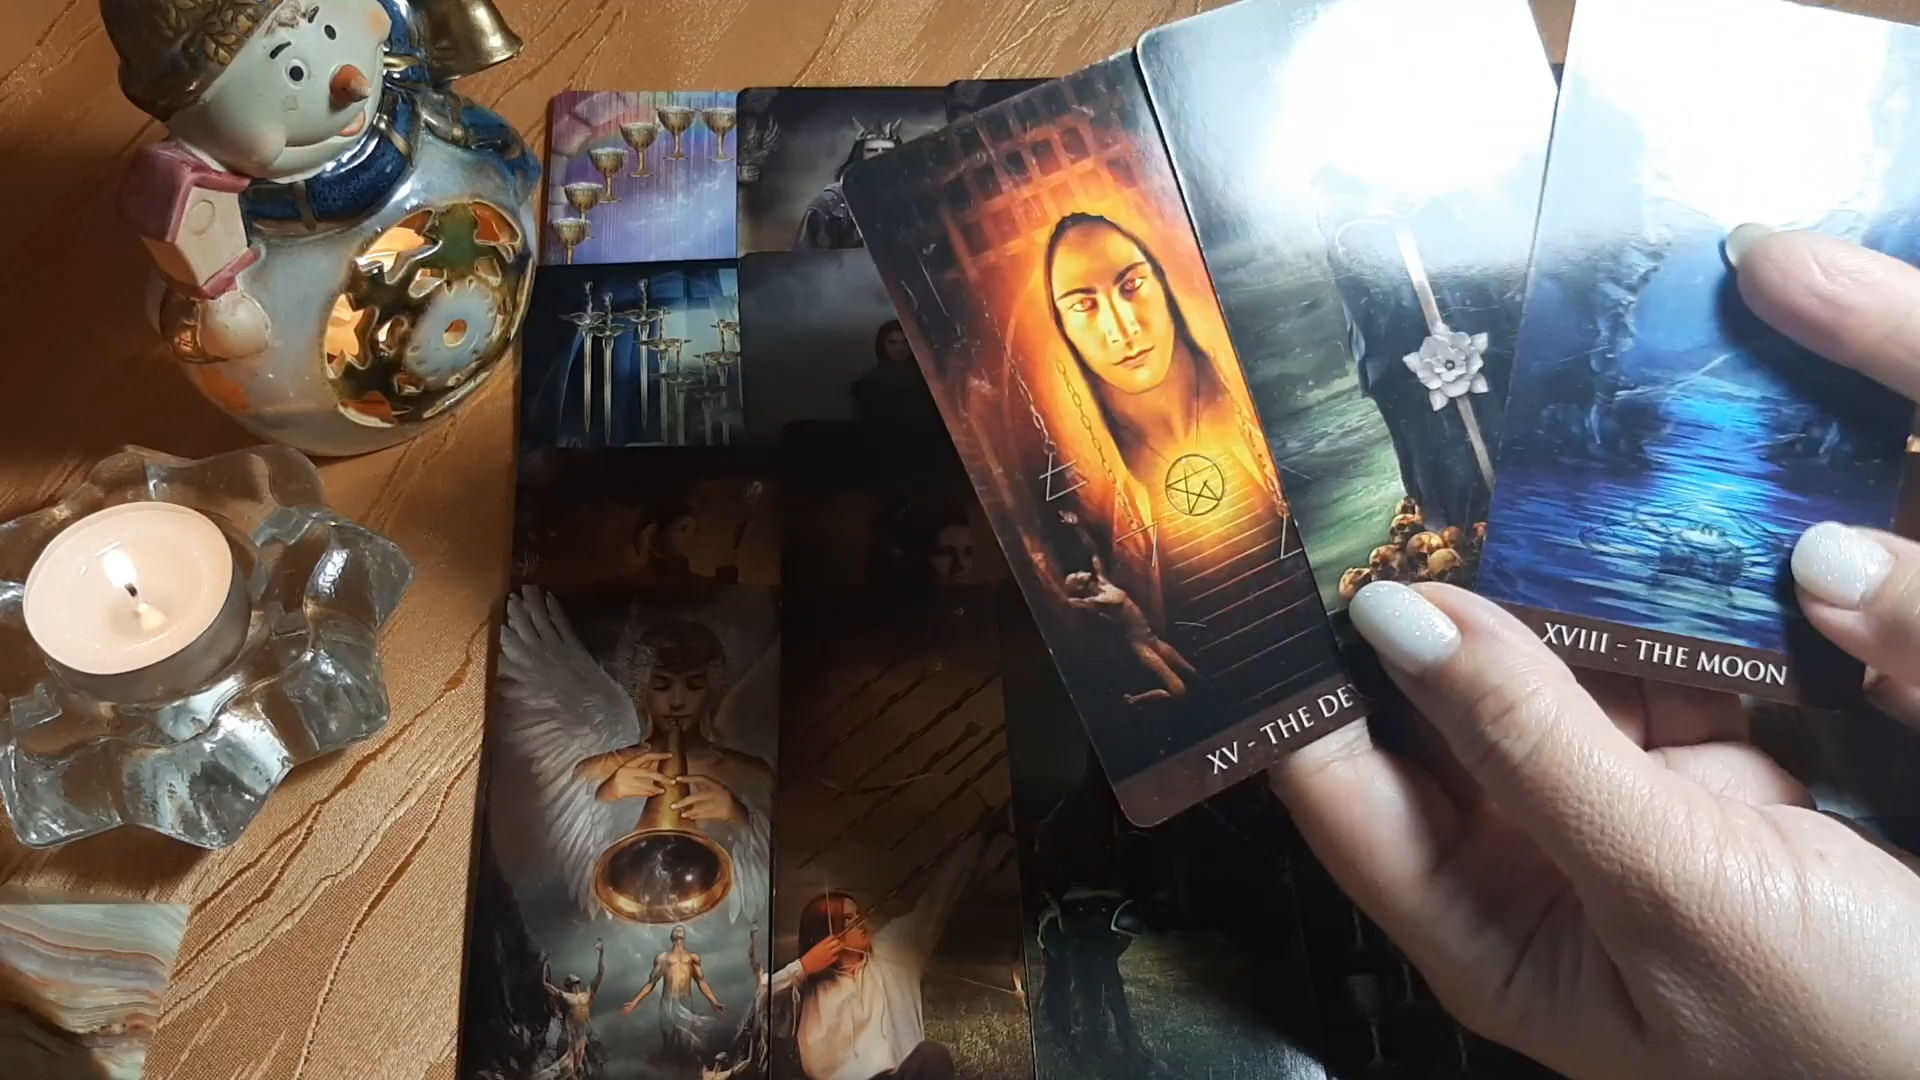 XV - THE DE
XVIII - THE MOON